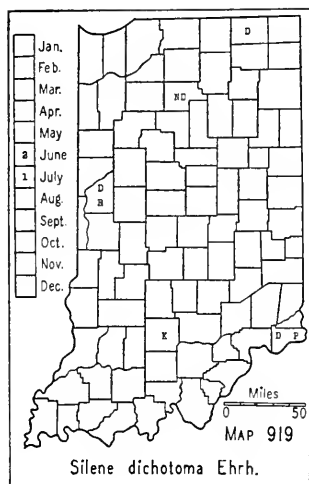 Jan.
Feb.
Mar.
Apr.
May
2 June
1 July
Aug.
Sept.
Oct.
Nov.
Dec.
D
ND
D
B
K
D P
Miles
0 50
MAP 919
Silene dichotoma Ehrh.